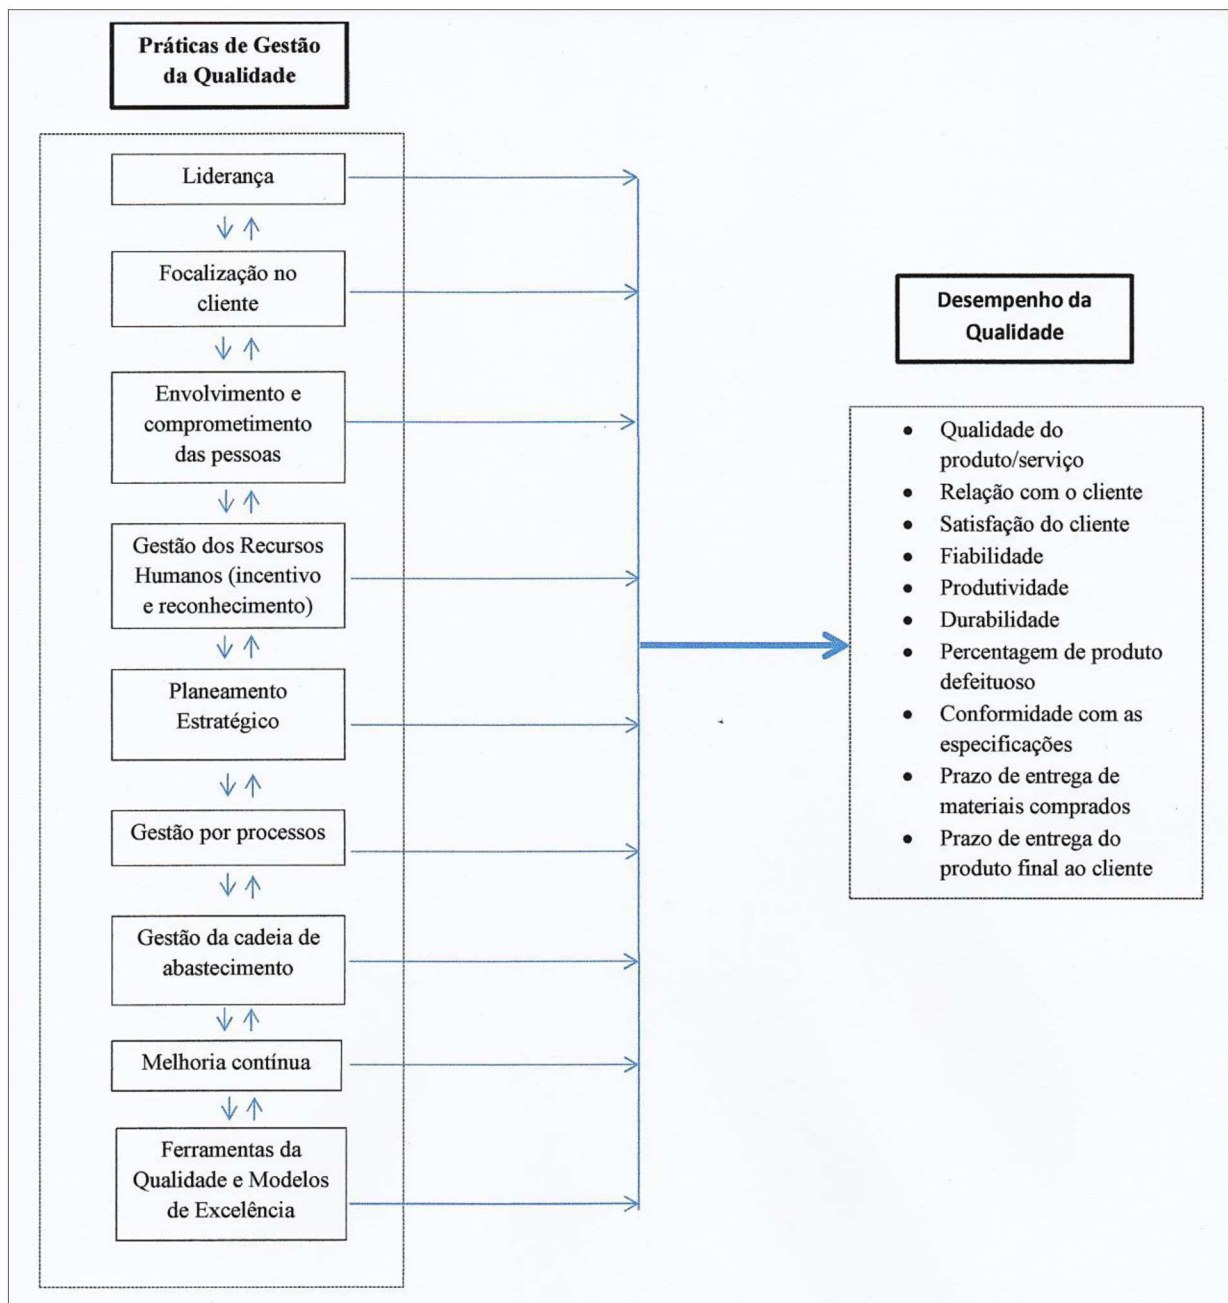 Práticas de Gestão
da Qualidade
Liderança
Focalização no
cliente
Envolvimento e
comprometimento
das pessoas
Gestão dos Recursos
Humanos (incentivo
e reconhecimento)
Planeamento
Estratégico
Gestão por processos
Gestão da cadeia de
abastecimento
Melhoria contínua
Ferramentas da
Qualidade e Modelos
de Excelência
Desempenho da
Qualidade
• Qualidade do
produto/serviço
• Relação com o cliente
• Satisfação do cliente
• Fiabilidade
• Produtividade
• Durabilidade
• Percentagem de produto
defeituoso
• Conformidade com as
especificações
• Prazo de entrega de
materiais comprados
• Prazo de entrega do
produto final ao cliente